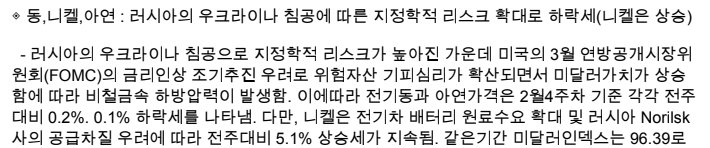 ※ 동,니켈,아연 : 러시아의 우크라이나 침공에 따른 지정학적 리스크 확대로 하락세(니켈은 상승)
- 러시아의 우크라이나 침공으로 지정학적 리스크가 높아진 가운데 미국의 3월 연방공개시장위
원회(FOMC)의 금리인상 조기추진 우려로 위험자산 기피심리가 확산되면서 미달러가치가 상승
함에 따라 비철금속 하방압력이 발생함. 이에따라 전기동과 아연가격은 2월4주차 기준 각각 전주
대비 0.2%. 0.1% 하락세를 나타냄. 다만, 니켈은 전기차 배터리 원료수요 확대 및 러시아 Norilsk
사의 공급차질 우려에 따라 전주대비 5.1% 상승세가 지속됨. 같은기간 미달러인덱스는 96.39로